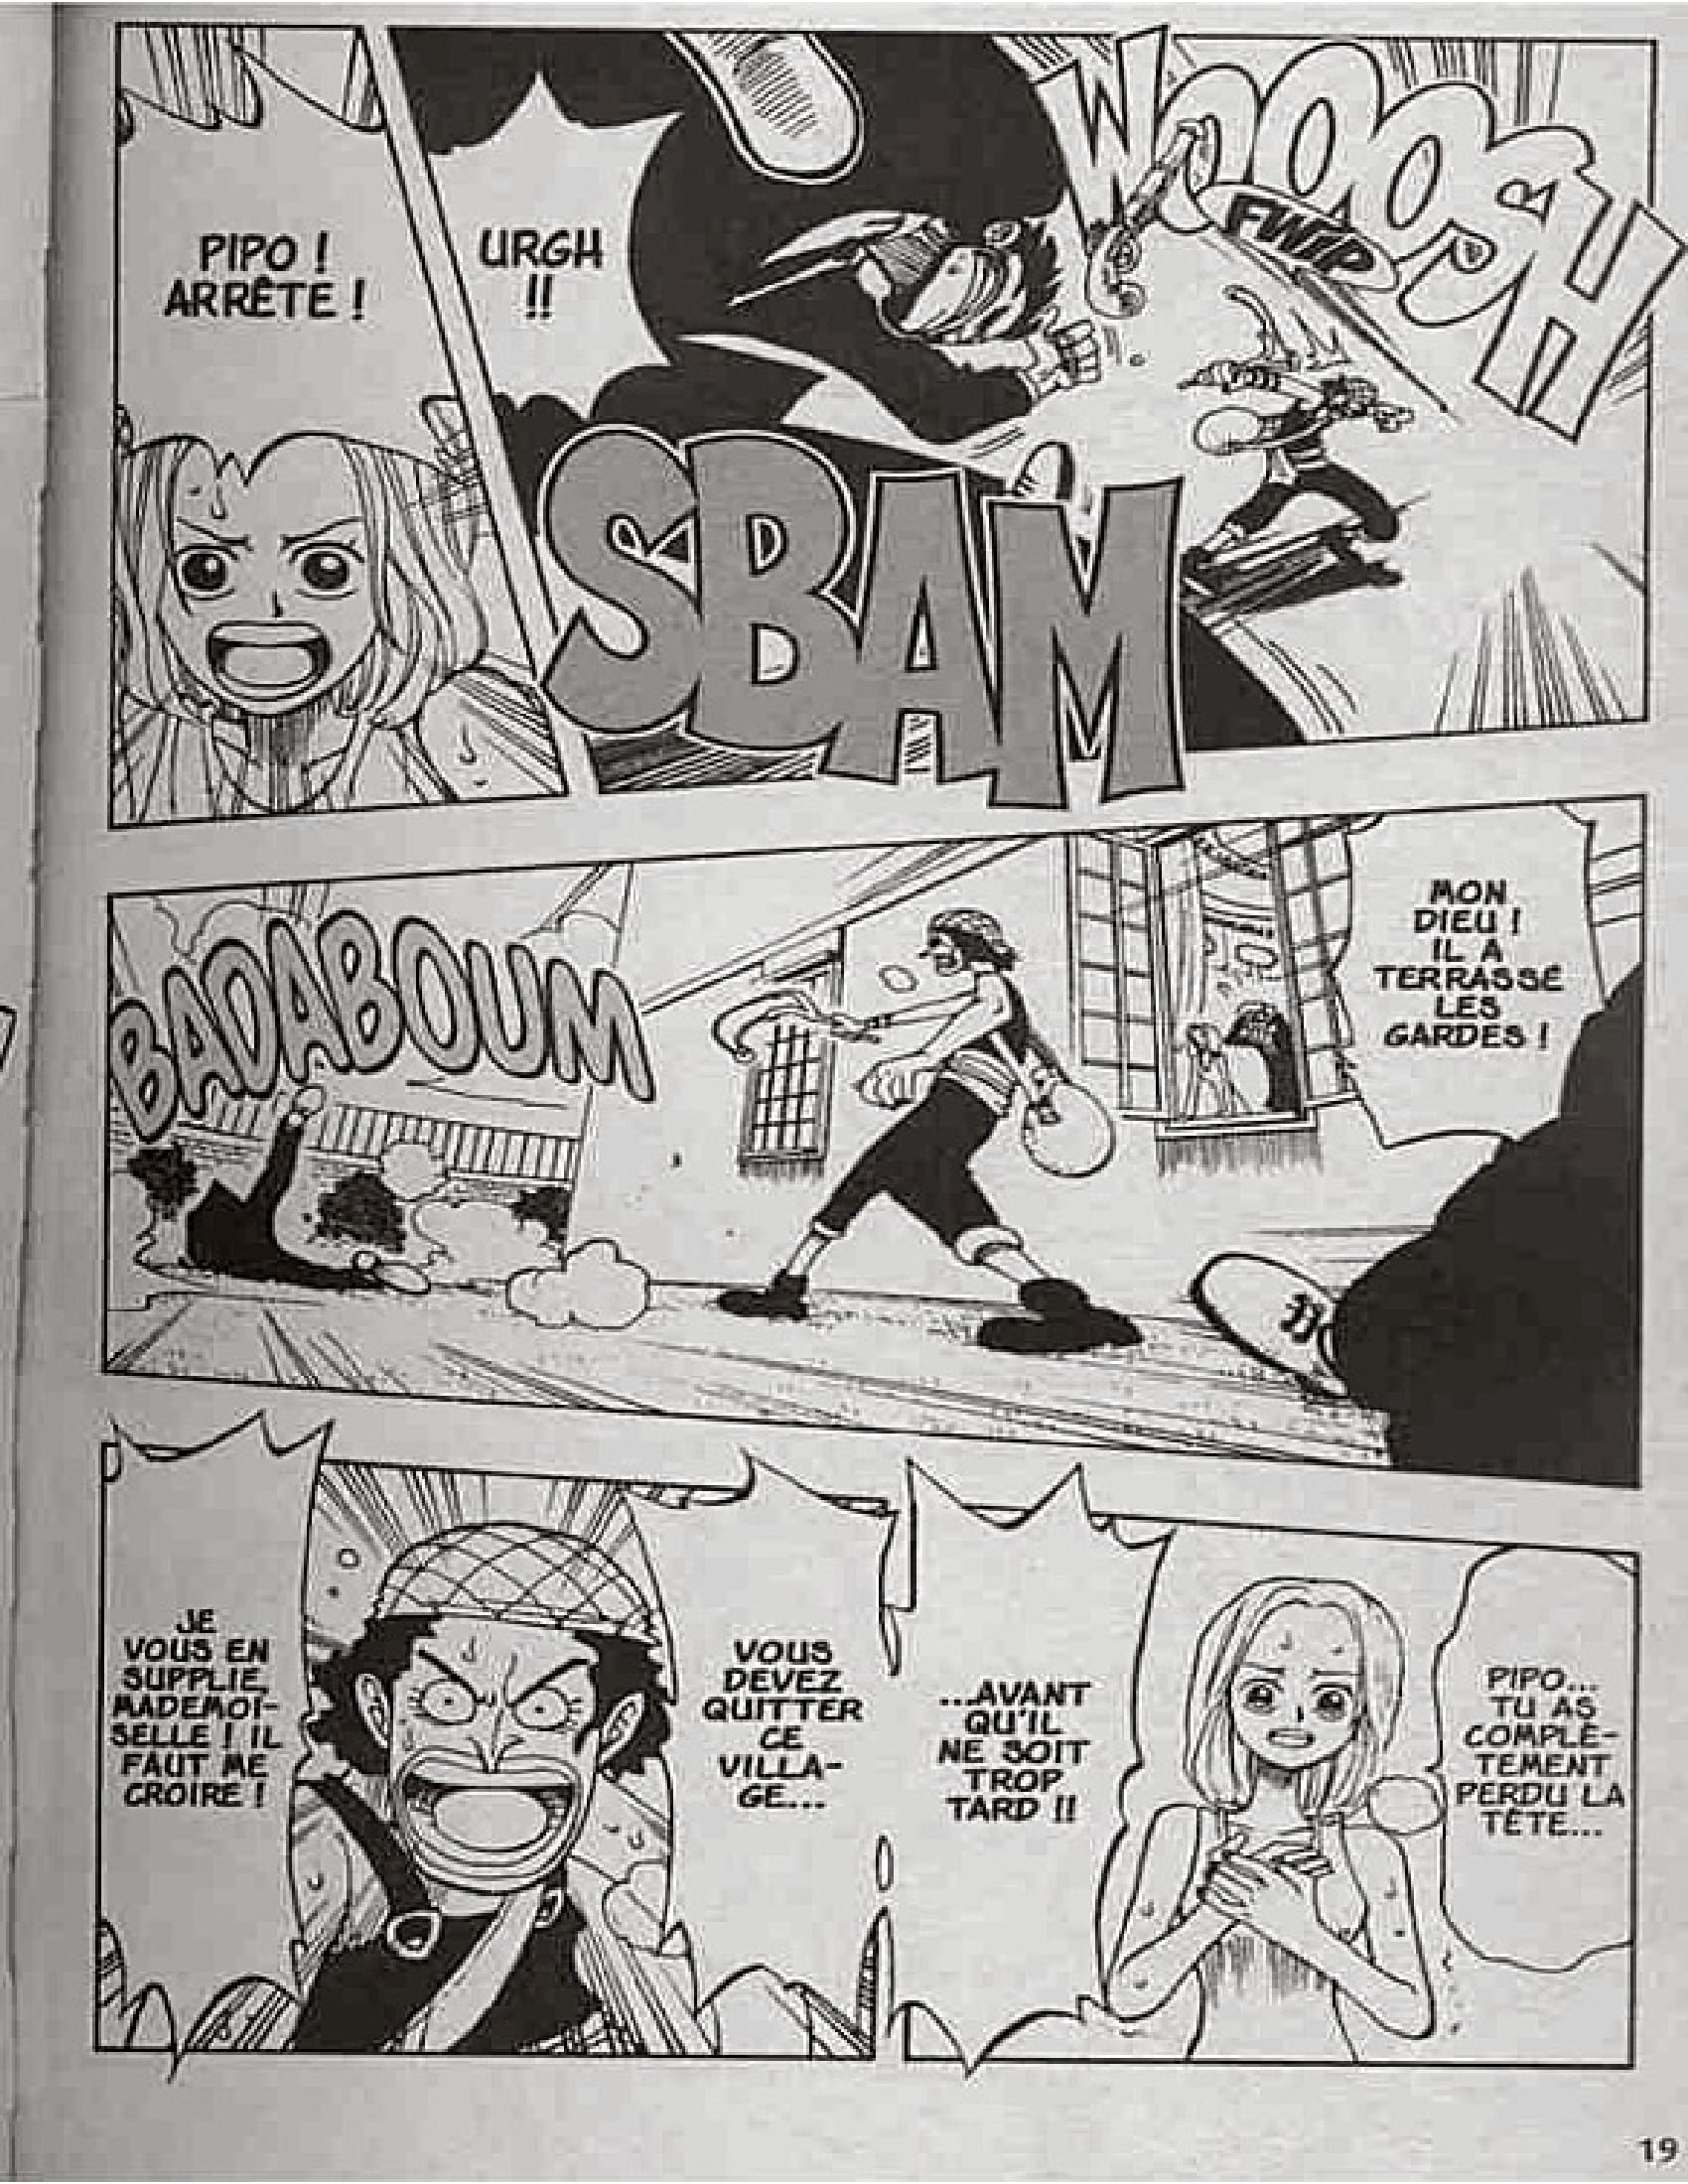 WOOOSH
FWIP
URGH
!!
SBAM
PIPO !
ARRÊTE !
MON
DIEU !
IL A
TERRASSÉ
LES
GARDES !
BADABOUM
PIPO...
TU AS
COMPLÈ-
TEMENT
PERDU LA
TÊTE...
VOUS
DEVEZ
QUITTER
CE
VILLA-
GE...
...AVANT
QU'IL
NE SOIT
TROP
TARD !!
JE
VOUS EN
SUPPLIE,
MADEMOI-
SELLE ! IL
FAUT ME
CROIRE !
19